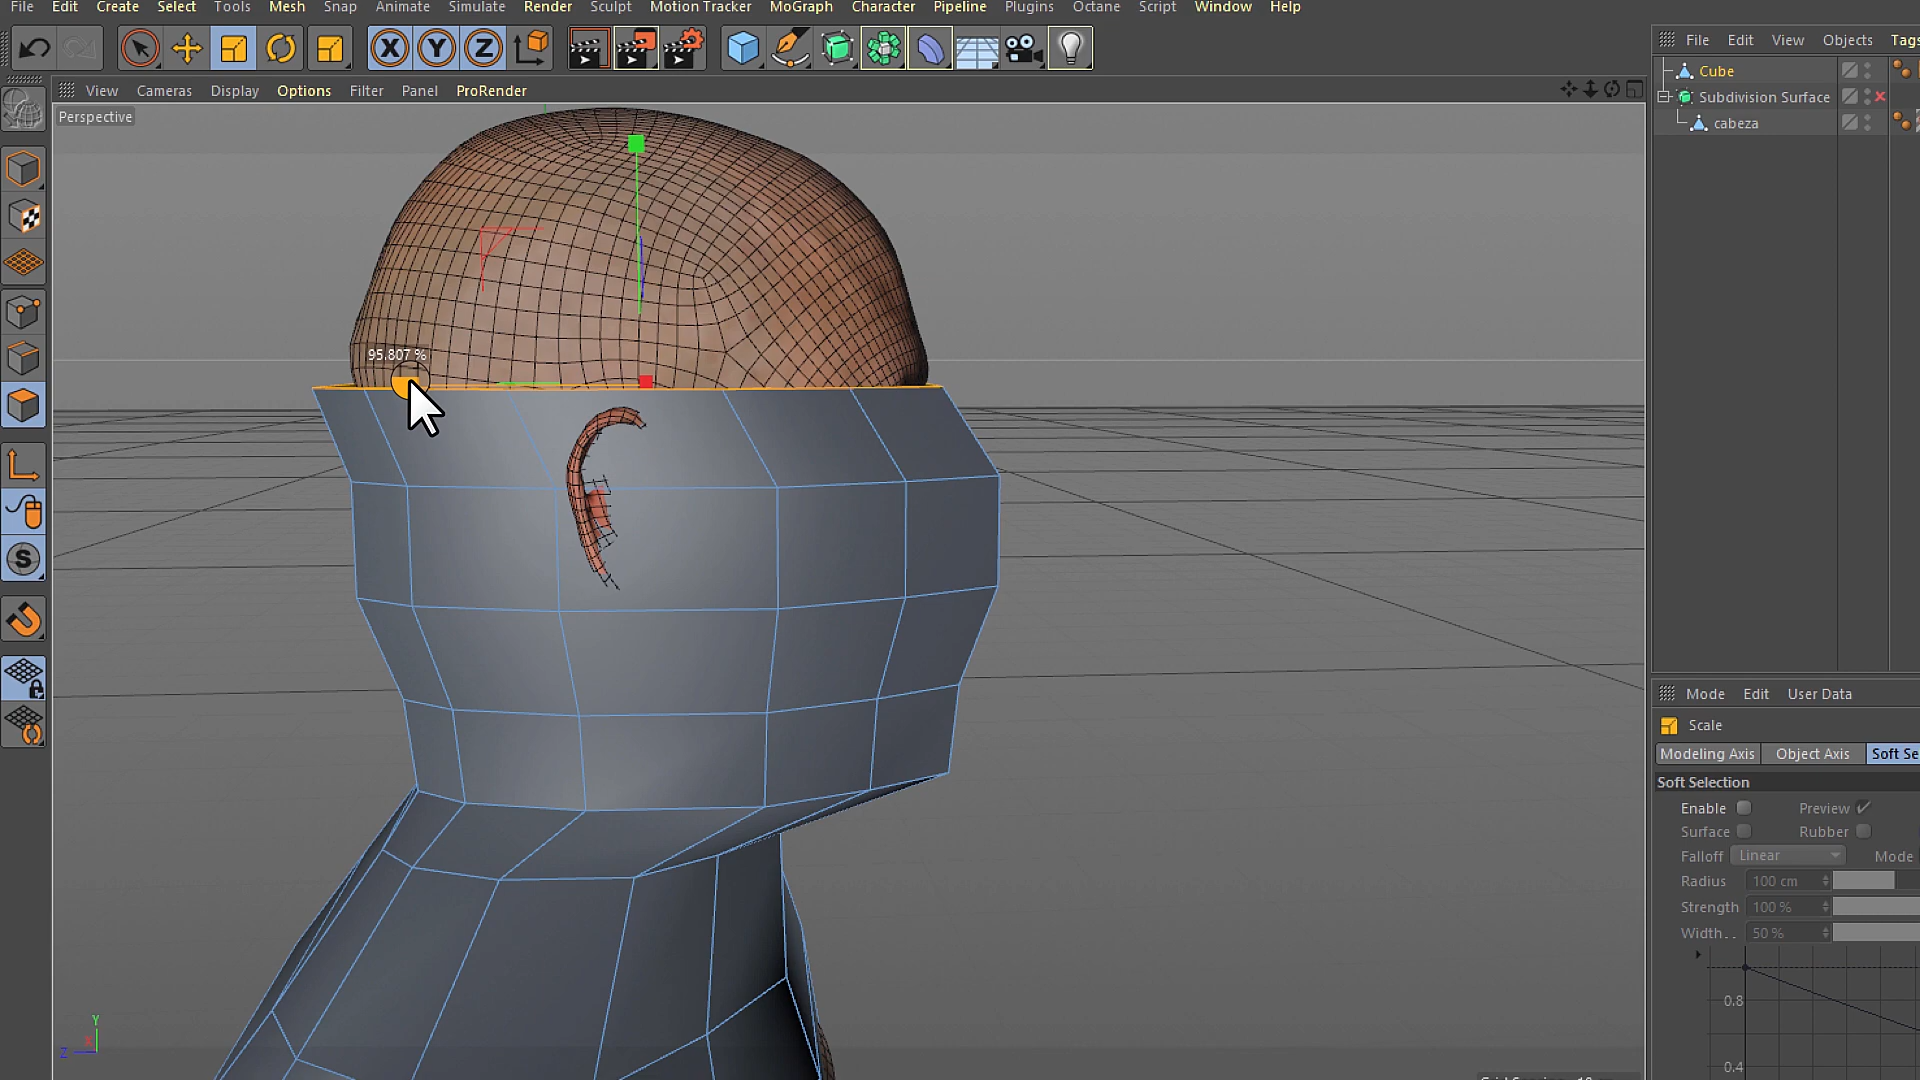 File Edit Create Select Tools Mesh Snap Animate Simulate Render Sculpt Motion Tracker MoGraph Character Pipeline Plugins Octane Script Window Help
X Y Z
File Edit View Objects Tags
View Cameras Display Options Filter Panel ProRender
Perspective
Cube
Subdivision Surface
cabeza
95.807 %
S
Mode Edit User Data
Scale
Modeling Axis Object Axis Soft Se
Soft Selection
Enable Preview
Surface Rubber
Falloff Linear Mode
Radius 100 cm
Strength 100 %
Width.. 50 %
0.8
0.4
Y
X
Z